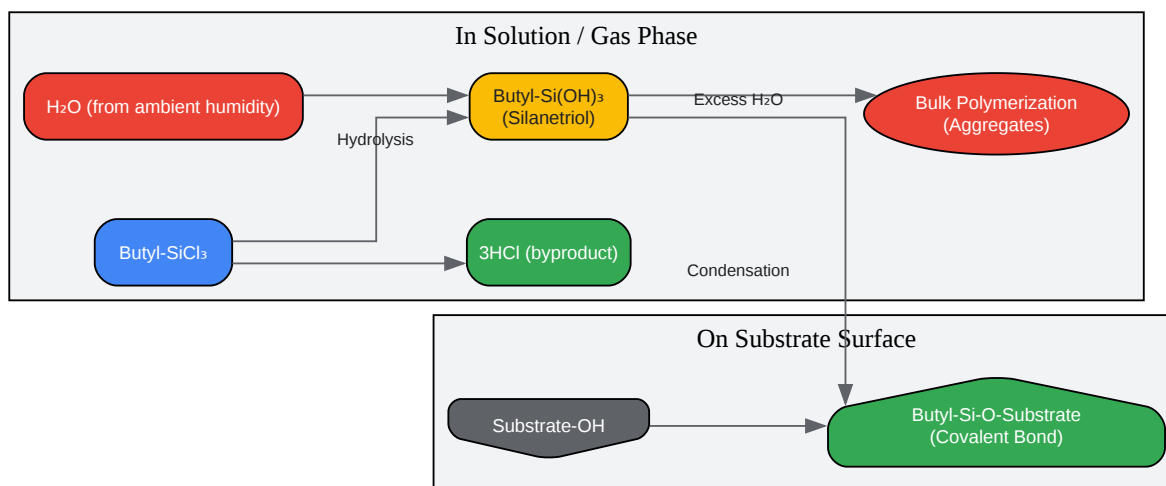 In Solution / Gas Phase
H₂O (from ambient humidity)
Butyl-Si(OH)₃
(Silanetriol)
Excess H₂O
Bulk Polymerization
(Aggregates)
Hydrolysis
Butyl-SiCl₃
3HCl (byproduct)
Condensation
On Substrate Surface
Substrate-OH
Butyl-Si-O-Substrate
(Covalent Bond)